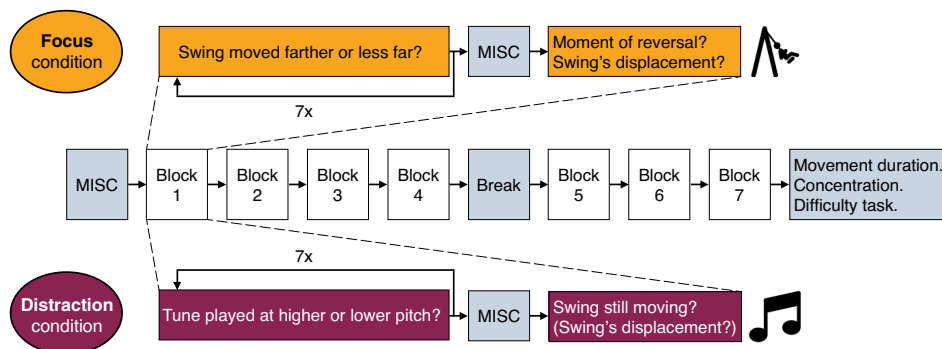 Focus
condition
Swing moved farther or less far?
MISC
Moment of reversal?
Swing's displacement?
7x
MISC
Block
1
Block
2
Block
3
Block
4
Break
Block
5
Block
6
Block
7
Movement duration.
Concentration.
Difficulty task.
7x
Distraction
condition
Tune played at higher or lower pitch?
MISC
Swing still moving?
(Swing's displacement?)